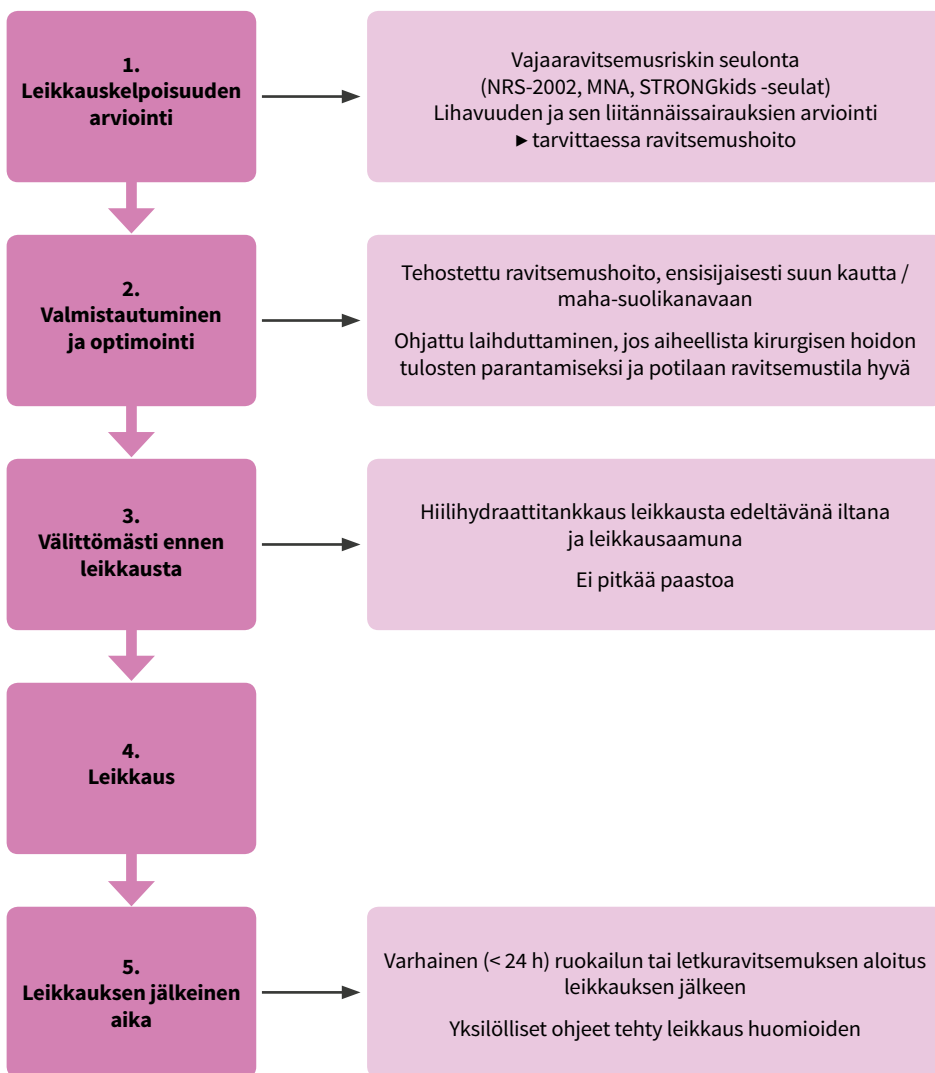 1.
Leikkauskelpoisuuden
arviointi
Vajaaravitsemusriskin seulonta
(NRS-2002, MNA, STRONGkids -seulat)
Lihavuuden ja sen liitännäissairauksien arviointi
► tarvittaessa ravitsemushoito
2.
Valmistautuminen
ja optimointi
Tehostettu ravitsemushoito, ensisijaisesti suun kautta /
maha-suolikanavaan
Ohjattu laihduttaminen, jos aiheellista kirurgisen hoidon
tulosten parantamiseksi ja potilaan ravitsemustila hyvä
3.
Välittömästi ennen
leikkausta
Hiilihydraattitankkaus leikkausta edeltävänä iltana
ja leikkausaamuna
Ei pitkää paastoa
4.
Leikkaus
5.
Leikkauksen jälkeinen
aika
Varhainen (< 24 h) ruokailun tai letkuravitsemuksen aloitus
leikkauksen jälkeen
Yksilölliset ohjeet tehty leikkaus huomioiden